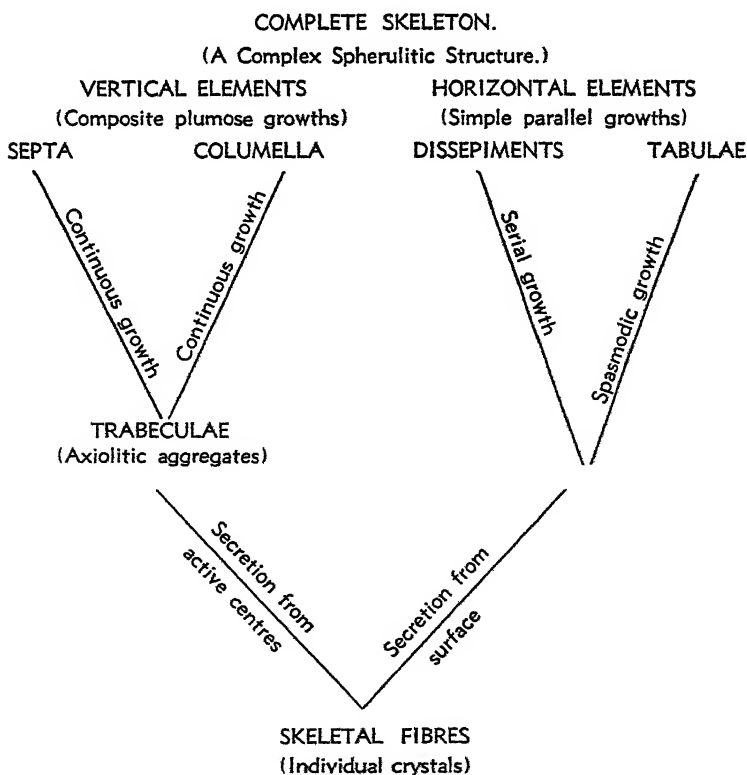 COMPLETE SKELETON.
(A Complex Spherulitic Structure.)
VERTICAL ELEMENTS HORIZONTAL ELEMENTS
(Composite plumose growths) (Simple parallel growths)
SEPTA COLUMELLA DISSEPIMENTS TABULAE
Continuous growth
Continuous growth
Serial growth
Spasmodic growth
TRABECULAE
(Axiolitic aggregates)
Secretion from
active centres
Secretion from
surface
SKELETAL FIBRES
(Individual crystals)